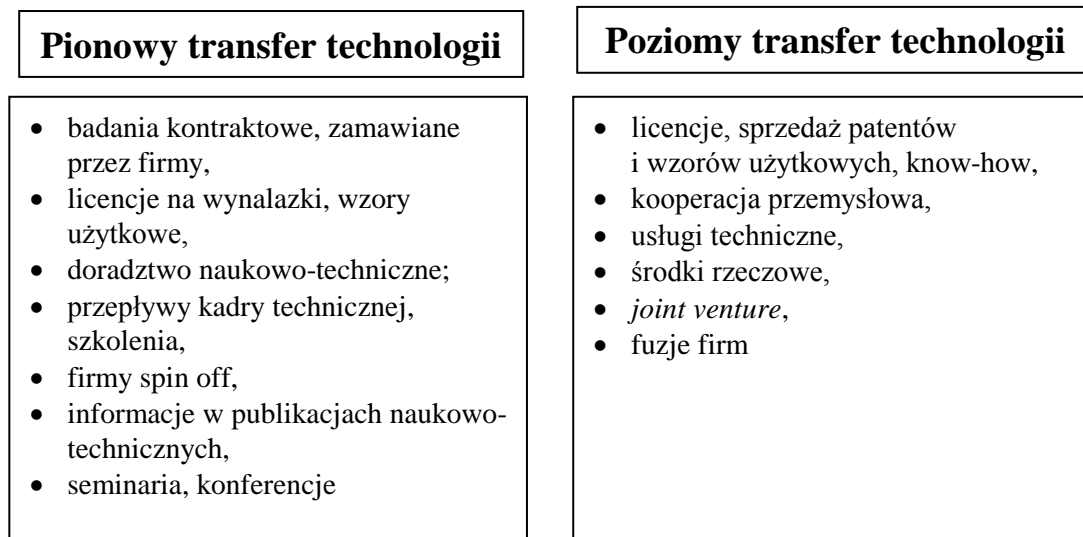 Pionowy transfer technologii
• badania kontraktowe, zamawiane
przez firmy,
• licencje na wynalazki, wzory
użytkowe,
• doradztwo naukowo-techniczne;
• przepływy kadry technicznej,
szkolenia,
• firmy spin off,
• informacje w publikacjach naukowo-
technicznych,
• seminaria, konferencje
Poziomy transfer technologii
• licencje, sprzedaż patentów
i wzorów użytkowych, know-how,
• kooperacja przemysłowa,
• usługi techniczne,
• środki rzeczowe,
• joint venture,
• fuzje firm